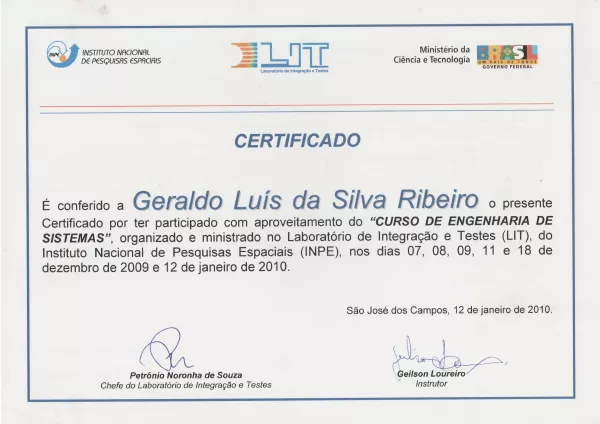 INPE
INSTITUTO NACIONAL
DE PESQUISAS ESPACIAIS
LIT
Laboratório de Integração e Testes
Ministério da
Ciência e Tecnologia
BRASIL
UM PAÍS DE TODOS
GOVERNO FEDERAL
CERTIFICADO
É conferido a Geraldo Luís da Silva Ribeiro o presente
Certificado por ter participado com aproveitamento do “CURSO DE ENGENHARIA DE
SISTEMAS”, organizado e ministrado no Laboratório de Integração e Testes (LIT), do
Instituto Nacional de Pesquisas Espaciais (INPE), nos dias 07, 08, 09, 11 e 18 de
dezembro de 2009 e 12 de janeiro de 2010.
São José dos Campos, 12 de janeiro de 2010.
Petrônio Noronha de Souza
Chefe do Laboratório de Integração e Testes
Geilson Loureiro
Instrutor